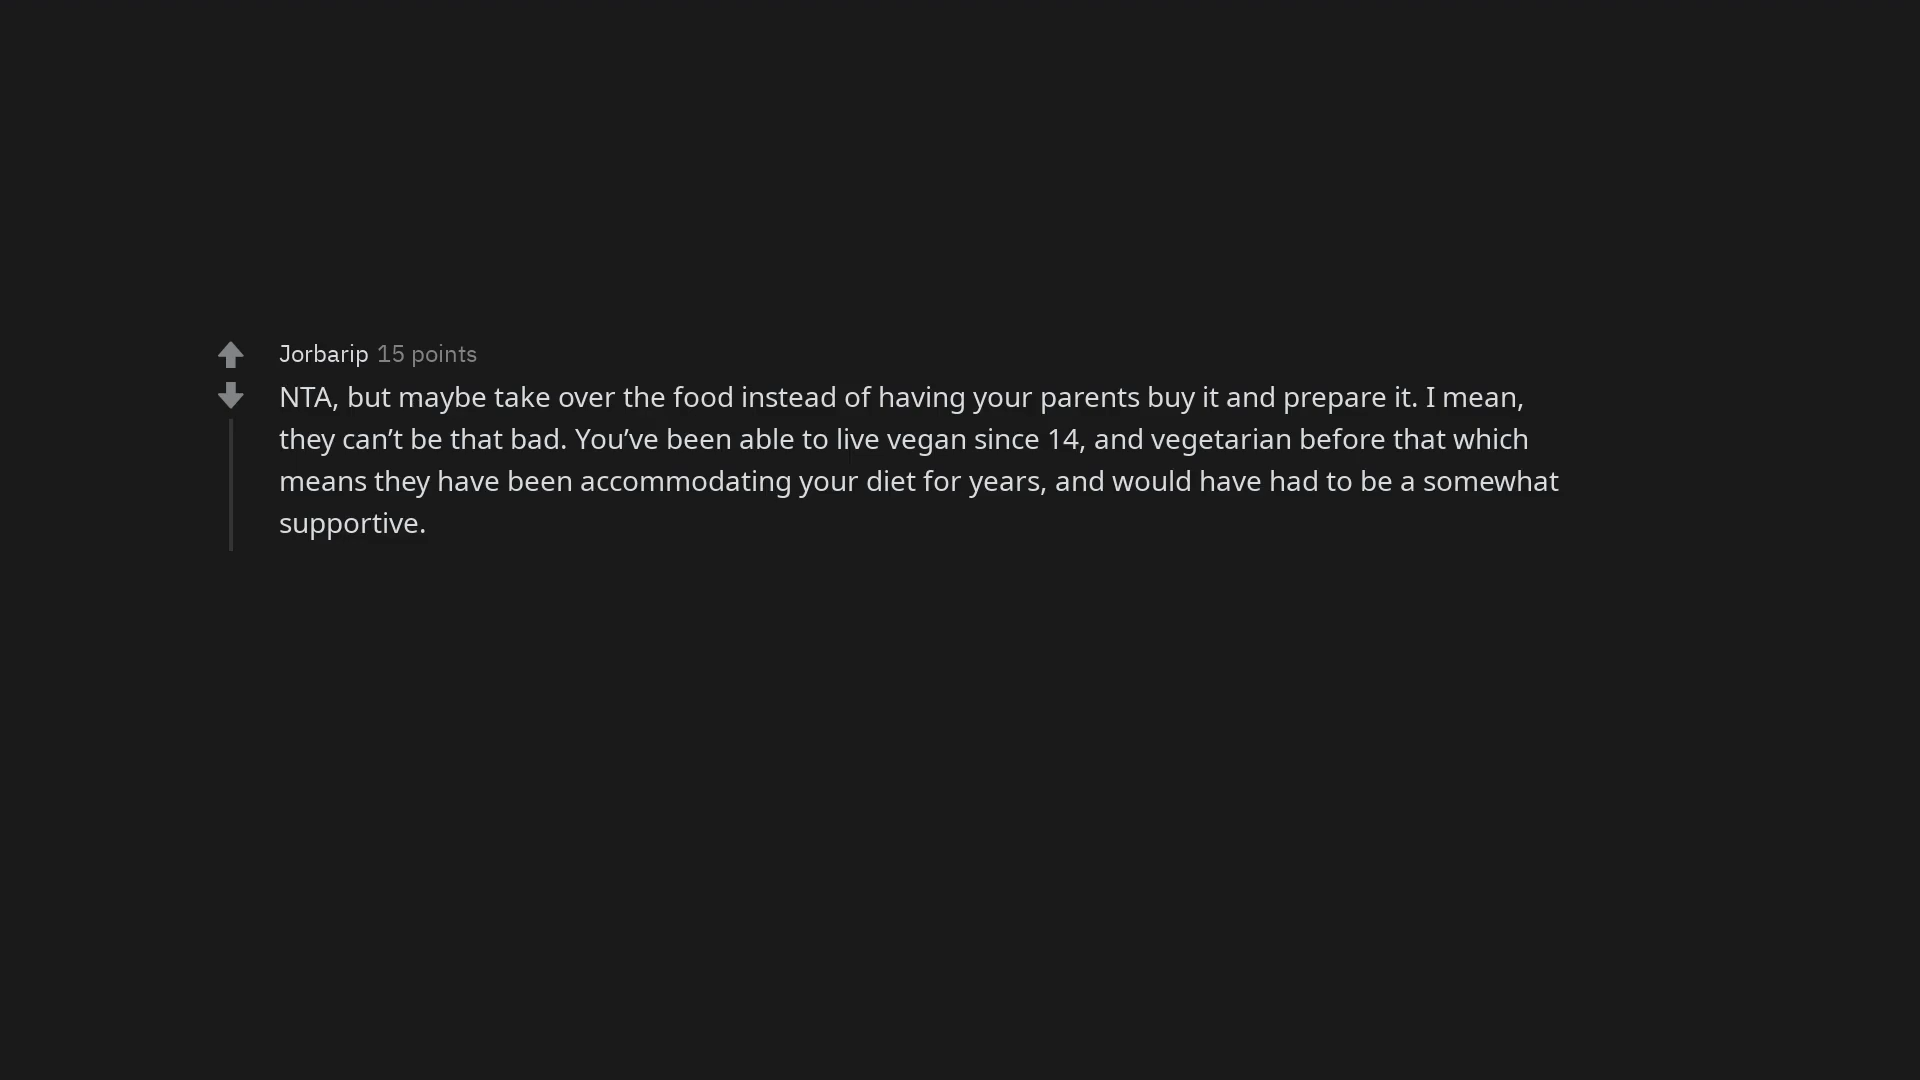 Jorbarip 15 points
NTA, but maybe take over the food instead of having your parents buy it and prepare it. I mean,
they can’t be that bad. You’ve been able to live vegan since 14, and vegetarian before that which
means they have been accommodating your diet for years, and would have had to be a somewhat
supportive.